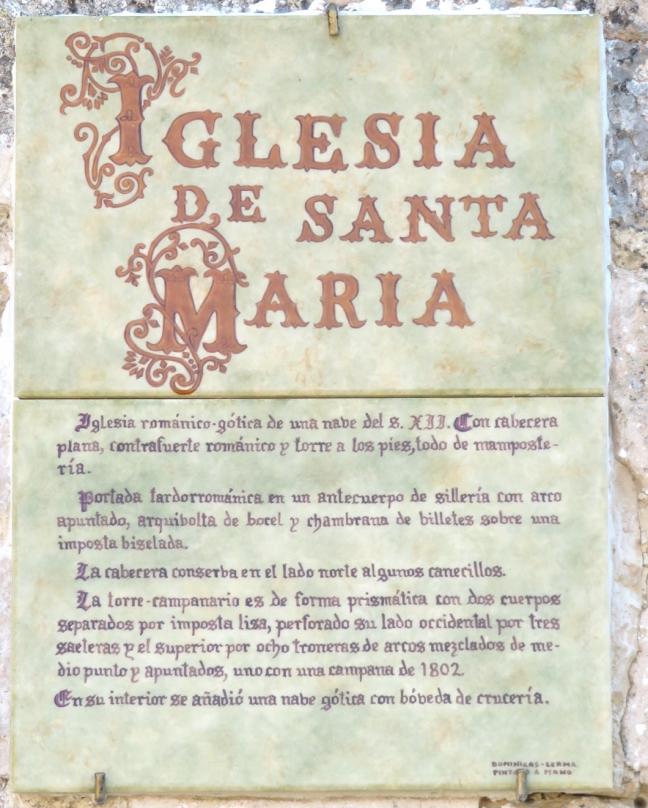 IGLESIA
DE SANTA
MARIA
Iglesia románico-gótica de una nave del s. XII. Con cabecera
plana, contrafuerte románico y torre a los pies, todo de mamposte-
ría.
Portada tardorrománica en un antecuerpo de sillería con arco
apuntado, arquibolta de bocel y chambrana de billetes sobre una
imposta biselada.
La cabecera conserba en el lado norte algunos canecillos.
La torre-campanario es de forma prismática con dos cuerpos
separados por imposta lisa, perforado su lado occidental por tres
saeteras y el superior por ocho troneras de arcos mezclados de me-
dio punto y apuntados, uno con una campana de 1802.
En su interior se añadió una nave gótica con bóveda de crucería.
DOMINICAS-LERMA
PINTADO A MANO